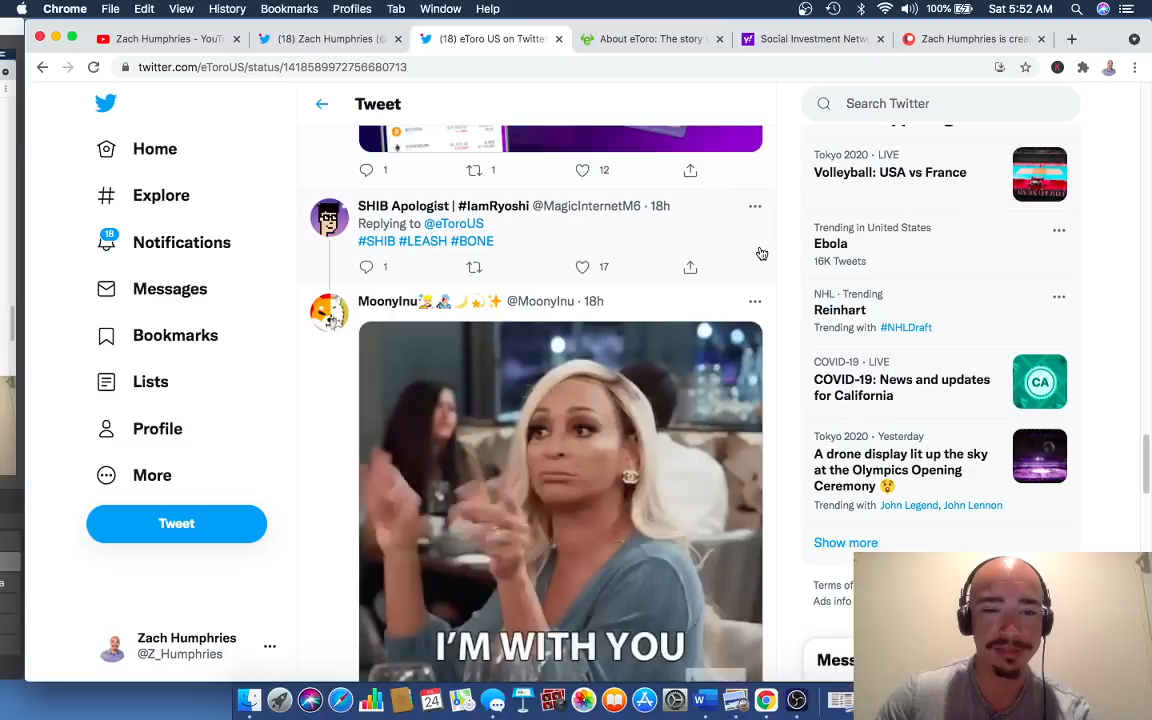 Chrome File Edit View History Bookmarks Profiles Tab Window Help 100% Sat 5:52 AM
Zach Humphries - YouT
(18) Zach Humphries (@
(18) eToro US on Twitter
About eToro: The story
Social Investment Netw
Zach Humphries is crea
twitter.com/eToroUS/status/1418589972756680713
Home
Explore
18
Notifications
Messages
Bookmarks
Lists
Profile
More
Tweet
Zach Humphries
@Z_Humphries
Tweet
1 1 12
SHIB Apologist | #IamRyoshi @MagicInternetM6 · 18h
Replying to @eToroUS
#SHIB #LEASH #BONE
1 17
MoonyInu @MoonyInu · 18h
I'M WITH YOU
Search Twitter
Tokyo 2020 · LIVE
Volleyball: USA vs France
Trending in United States
Ebola
16K Tweets
NHL · Trending
Reinhart
Trending with #NHLDraft
COVID-19 · LIVE
COVID-19: News and updates
for California
CA
Tokyo 2020 · Yesterday
A drone display lit up the sky
at the Olympics Opening
Ceremony 😲
Trending with John Legend, John Lennon
Show more
Terms of
Ads info
Mess
24